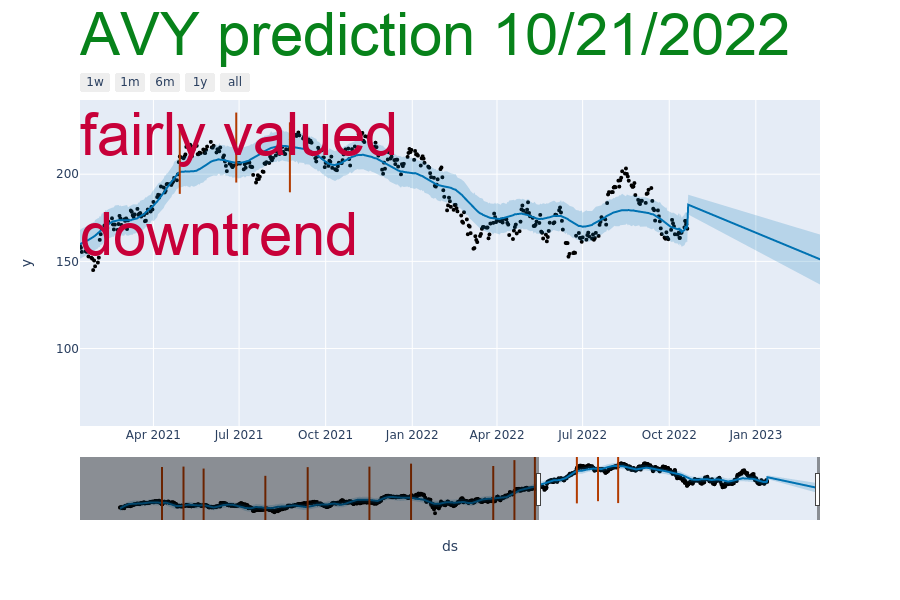 AVY prediction 10/21/2022
1w 1m 6m 1y all
fairly valued
200
downtrend
y
150
100
Apr 2021 Jul 2021 Oct 2021 Jan 2022 Apr 2022 Jul 2022 Oct 2022 Jan 2023
ds